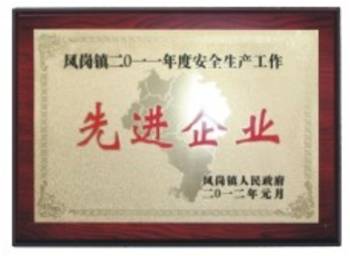 凤岗镇二〇一一年度安全生产工作
先进企业
凤岗镇人民政府
二〇一二年元月